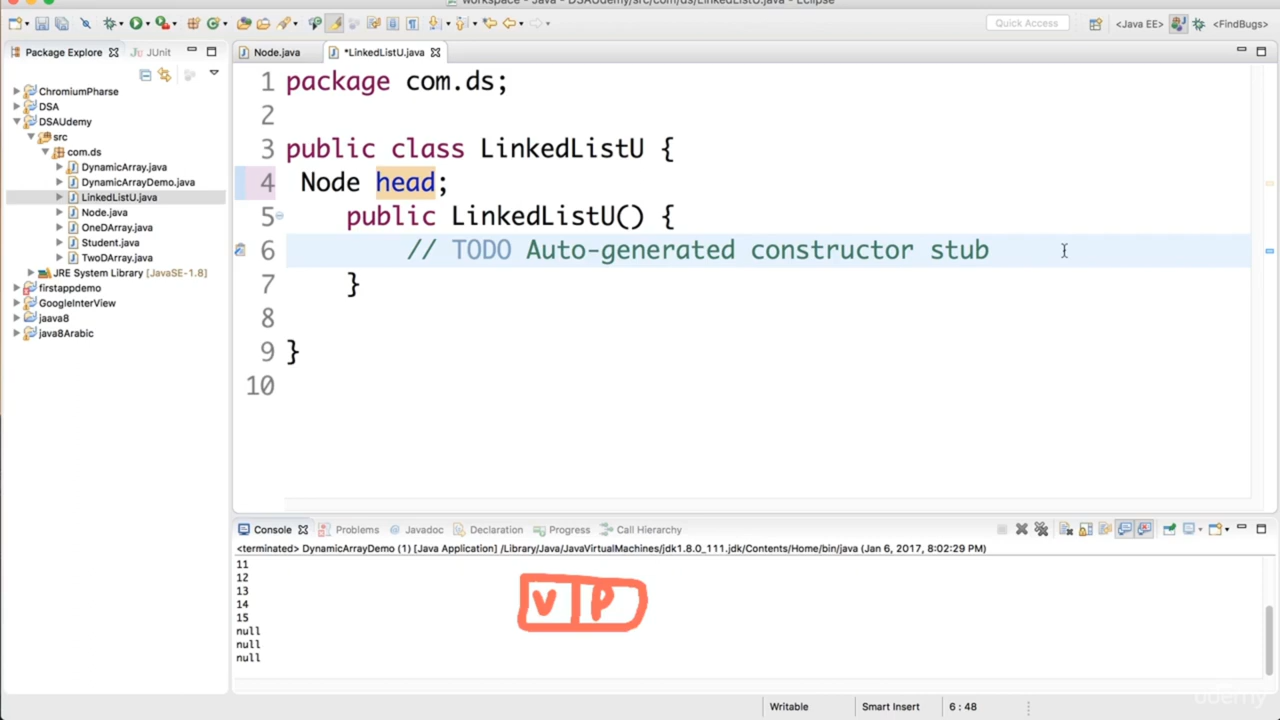 workspace - Java - DSAUdemy/src/com/ds/LinkedListU.java - Eclipse
Quick Access
<Java EE>
<FindBugs>
Package Explorer
JUnit
Node.java
*LinkedListU.java
ChromiumPharse
DSA
DSAUdemy
src
com.ds
DynamicArray.java
DynamicArrayDemo.java
LinkedListU.java
Node.java
OneDArray.java
Student.java
TwoDArray.java
JRE System Library [JavaSE-1.8]
firstappdemo
GoogleInterView
jaava8
java8Arabic
1 package com.ds;
2
3 public class LinkedListU {
4 Node head;
5 public LinkedListU() {
6 // TODO Auto-generated constructor stub
7 }
8
9 }
10
Console
Problems
Javadoc
Declaration
Progress
Call Hierarchy
<terminated> DynamicArrayDemo (1) [Java Application] /Library/Java/JavaVirtualMachines/jdk1.8.0_111.jdk/Contents/Home/bin/java (Jan 6, 2017, 8:02:29 PM)
11
12
13
14
15
null
null
null
V P
Writable
Smart Insert
6 : 48
udemy